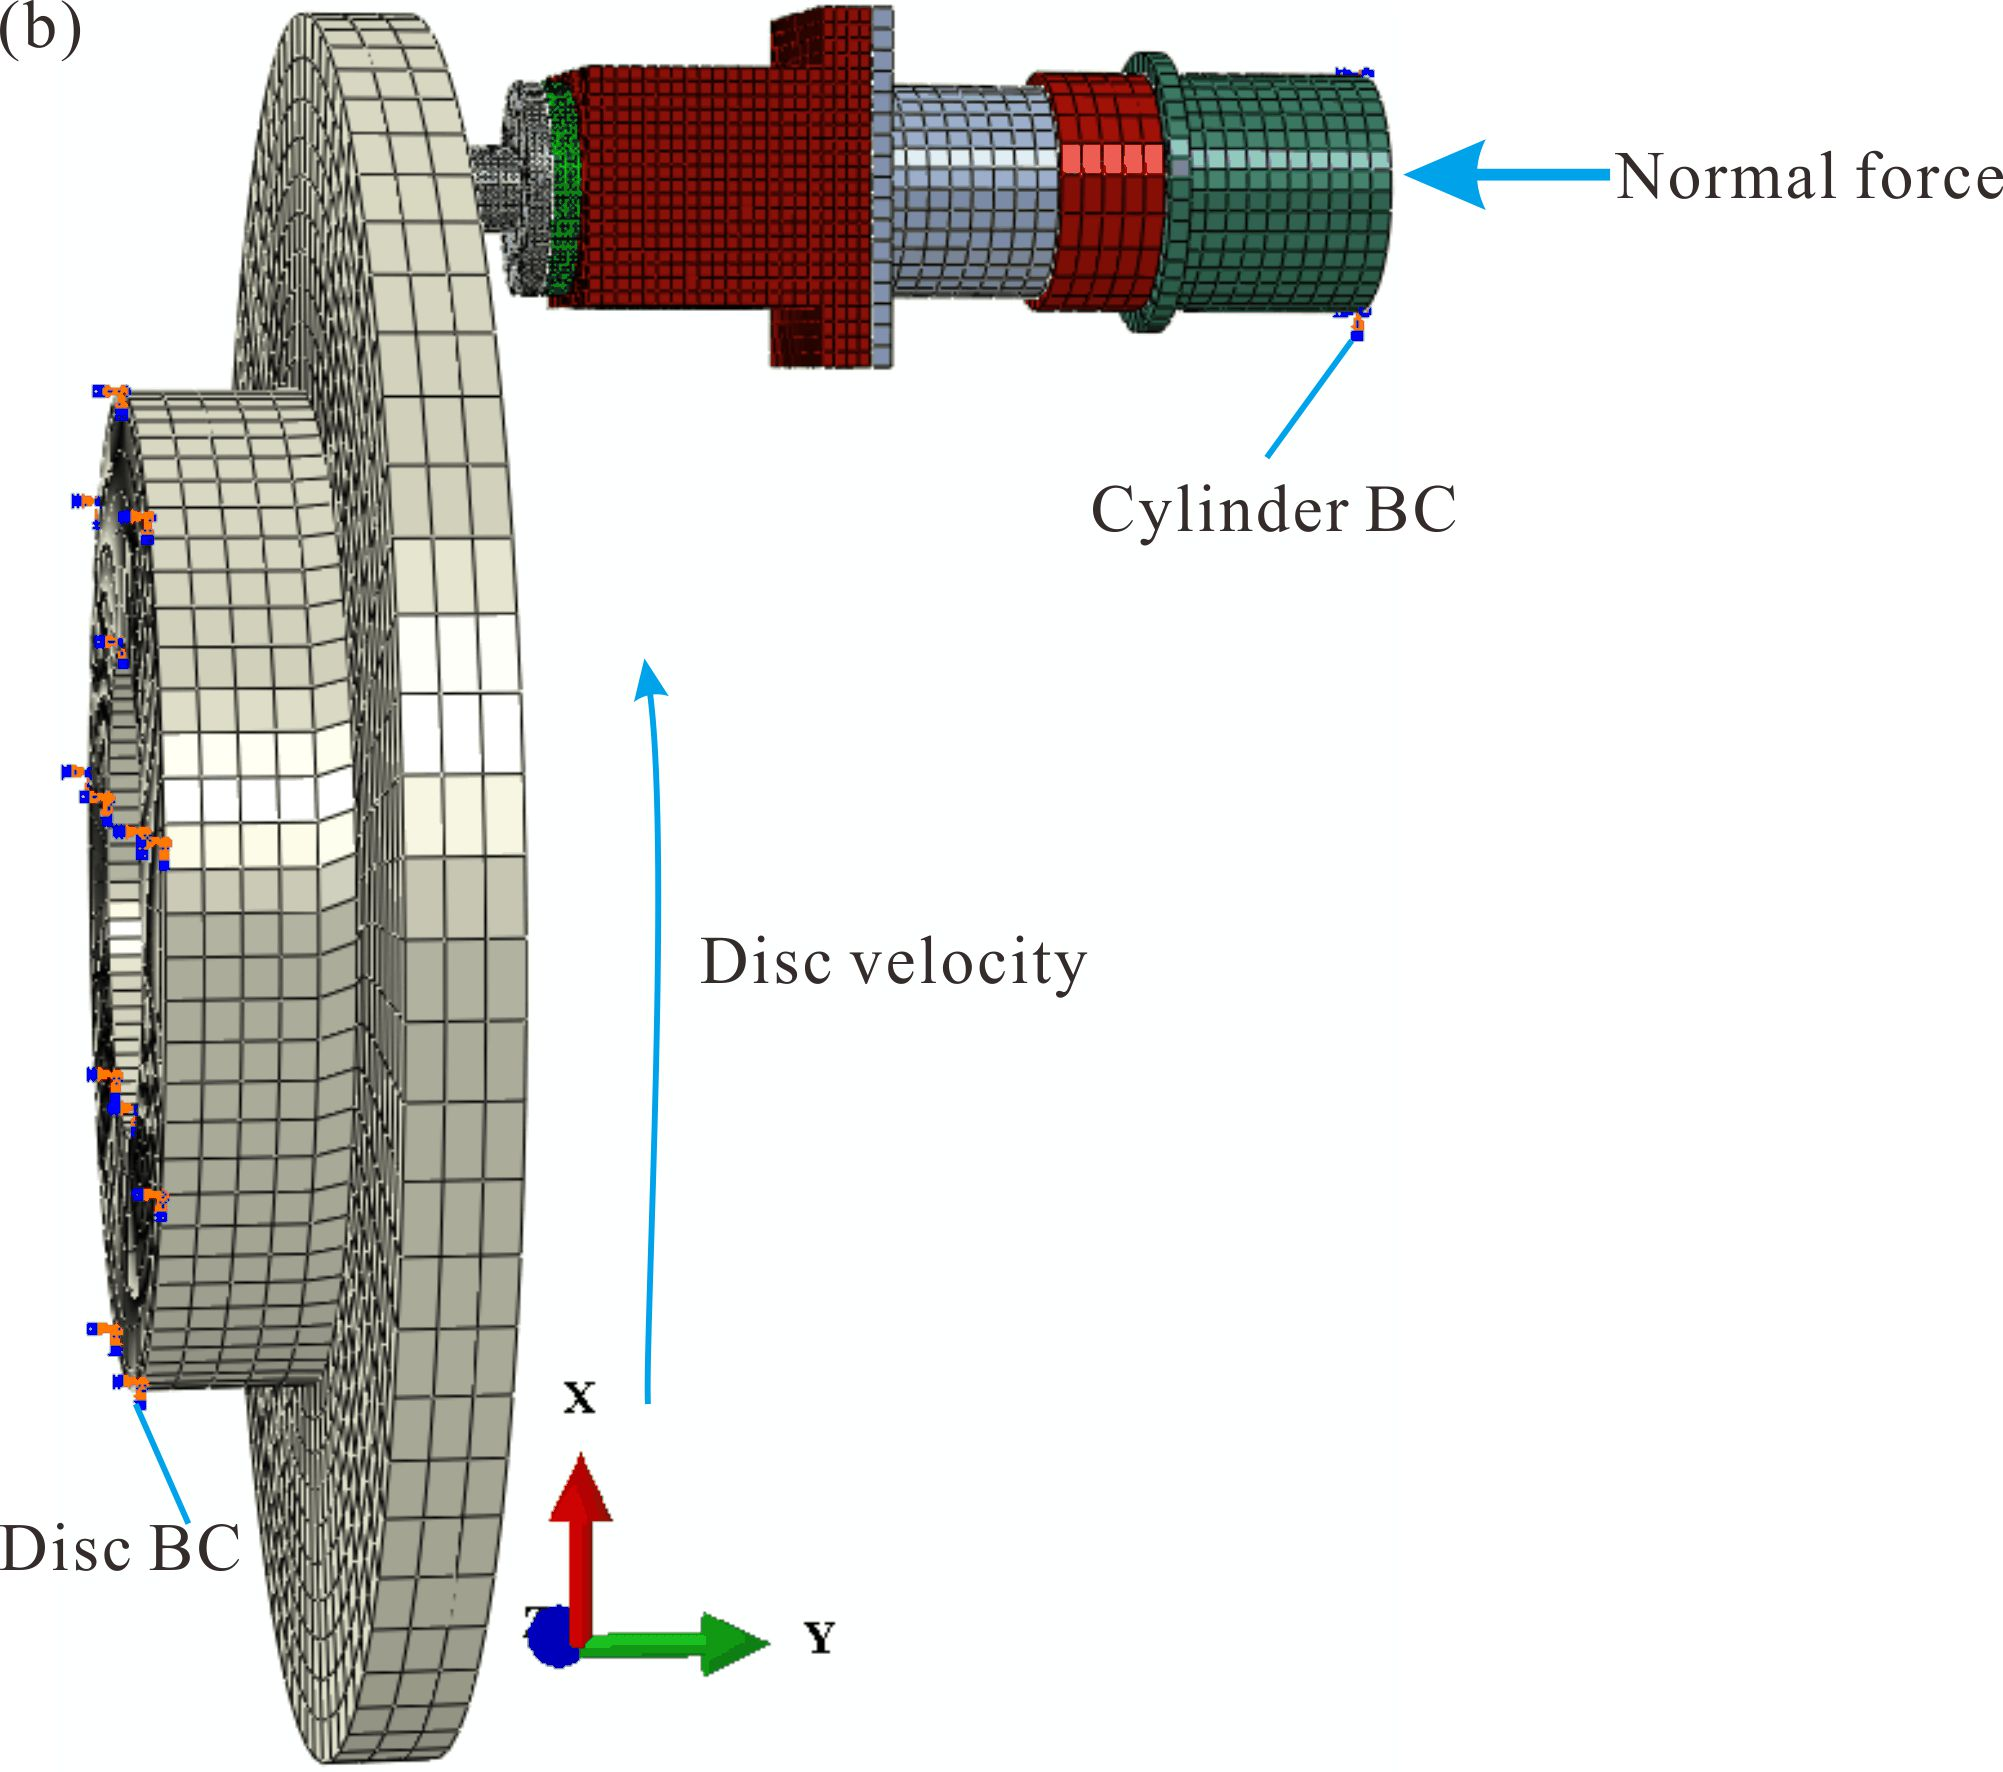 (b)
Normal force
Cylinder BC
Disc velocity
X
Disc BC
Z
Y